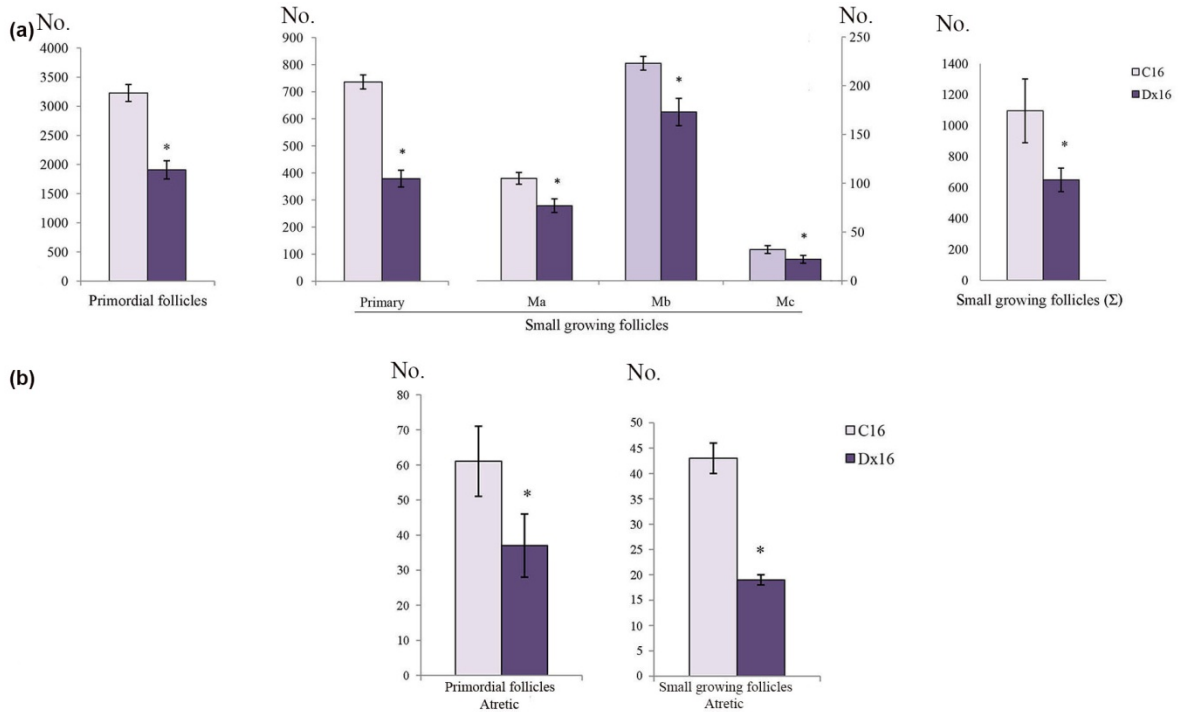 (a)
No.
4000
3500
3000
2500
2000
1500
1000
500
0
*
Primordial follicles
No.
900
800
700
600
500
400
300
200
100
0
*
*
*
*
Primary
Ma
Mb
Mc
Small growing follicles
No.
250
200
150
100
50
0
No.
1400
1200
1000
800
600
400
200
0
*
Small growing follicles (Σ)
C16
Dx16
(b)
No.
80
70
60
50
40
30
20
10
0
*
Primordial follicles
Atretic
No.
50
45
40
35
30
25
20
15
10
5
0
*
Small growing follicles
Atretic
C16
Dx16